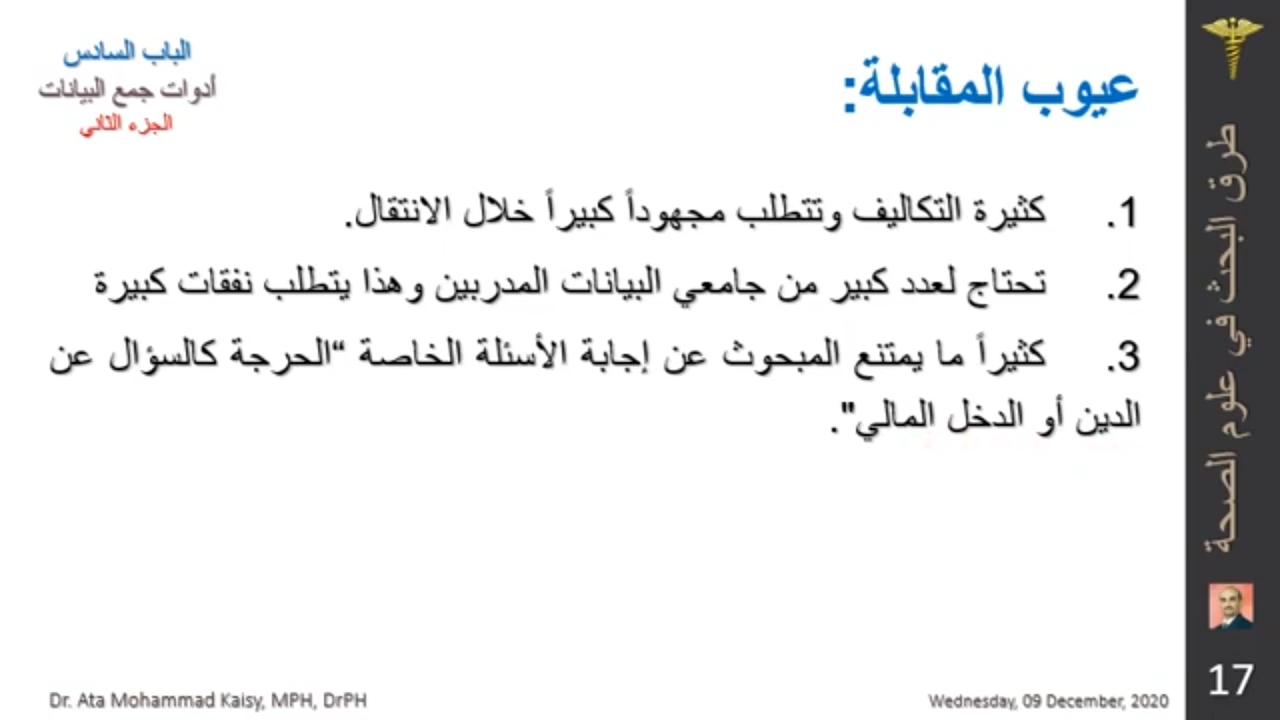 الباب السادس
أدوات جمع البيانات
الجزء الثاني
عيوب المقابلة:
1. كثيرة التكاليف وتتطلب مجهوداً كبيراً خلال الانتقال.
2. تحتاج لعدد كبير من جامعي البيانات المدربين وهذا يتطلب نفقات كبيرة
3. كثيراً ما يمتنع المبحوث عن إجابة الأسئلة الخاصة “الحرجة كالسؤال عن
الدين أو الدخل المالي".
طرق البحث في علوم الصحة
17
Dr. Ata Mohammad Kaisy, MPH, DrPH
Wednesday, 09 December, 2020